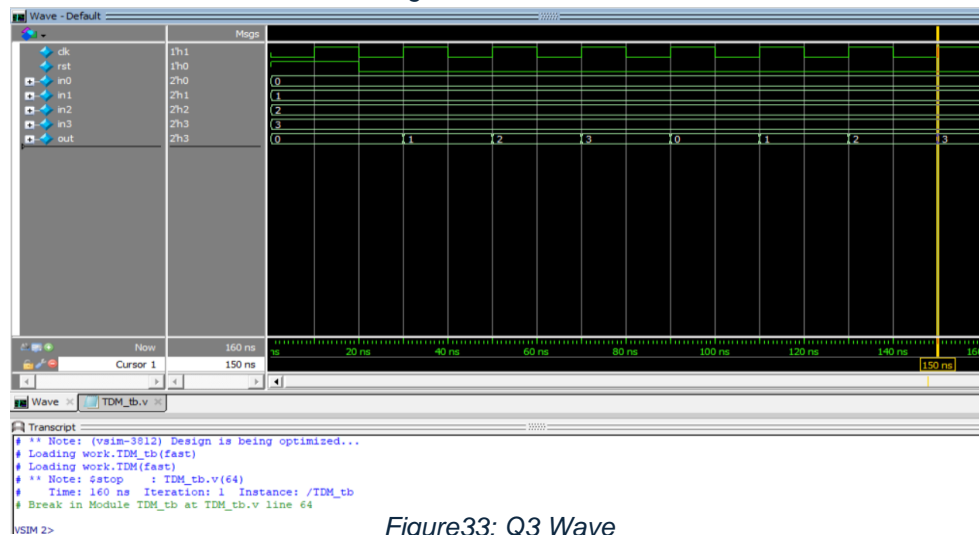 Wave - Default
Msgs
clk 1'h1
rst 1'h0
in0 2'h0 0
in1 2'h1 1
in2 2'h2 2
in3 2'h3 3
out 2'h3 0 1 2 3 0 1 2 3
Now 160 ns ns 20 ns 40 ns 60 ns 80 ns 100 ns 120 ns 140 ns 16
Cursor 1 150 ns 150 ns
Wave TDM_tb.v
Transcript
# ** Note: (vsim-3812) Design is being optimized...
# Loading work.TDM_tb(fast)
# Loading work.TDM(fast)
# ** Note: $stop : TDM_tb.v(64)
# Time: 160 ns Iteration: 1 Instance: /TDM_tb
# Break in Module TDM_tb at TDM_tb.v line 64
VSIM 2>
Figure33: Q3 Wave